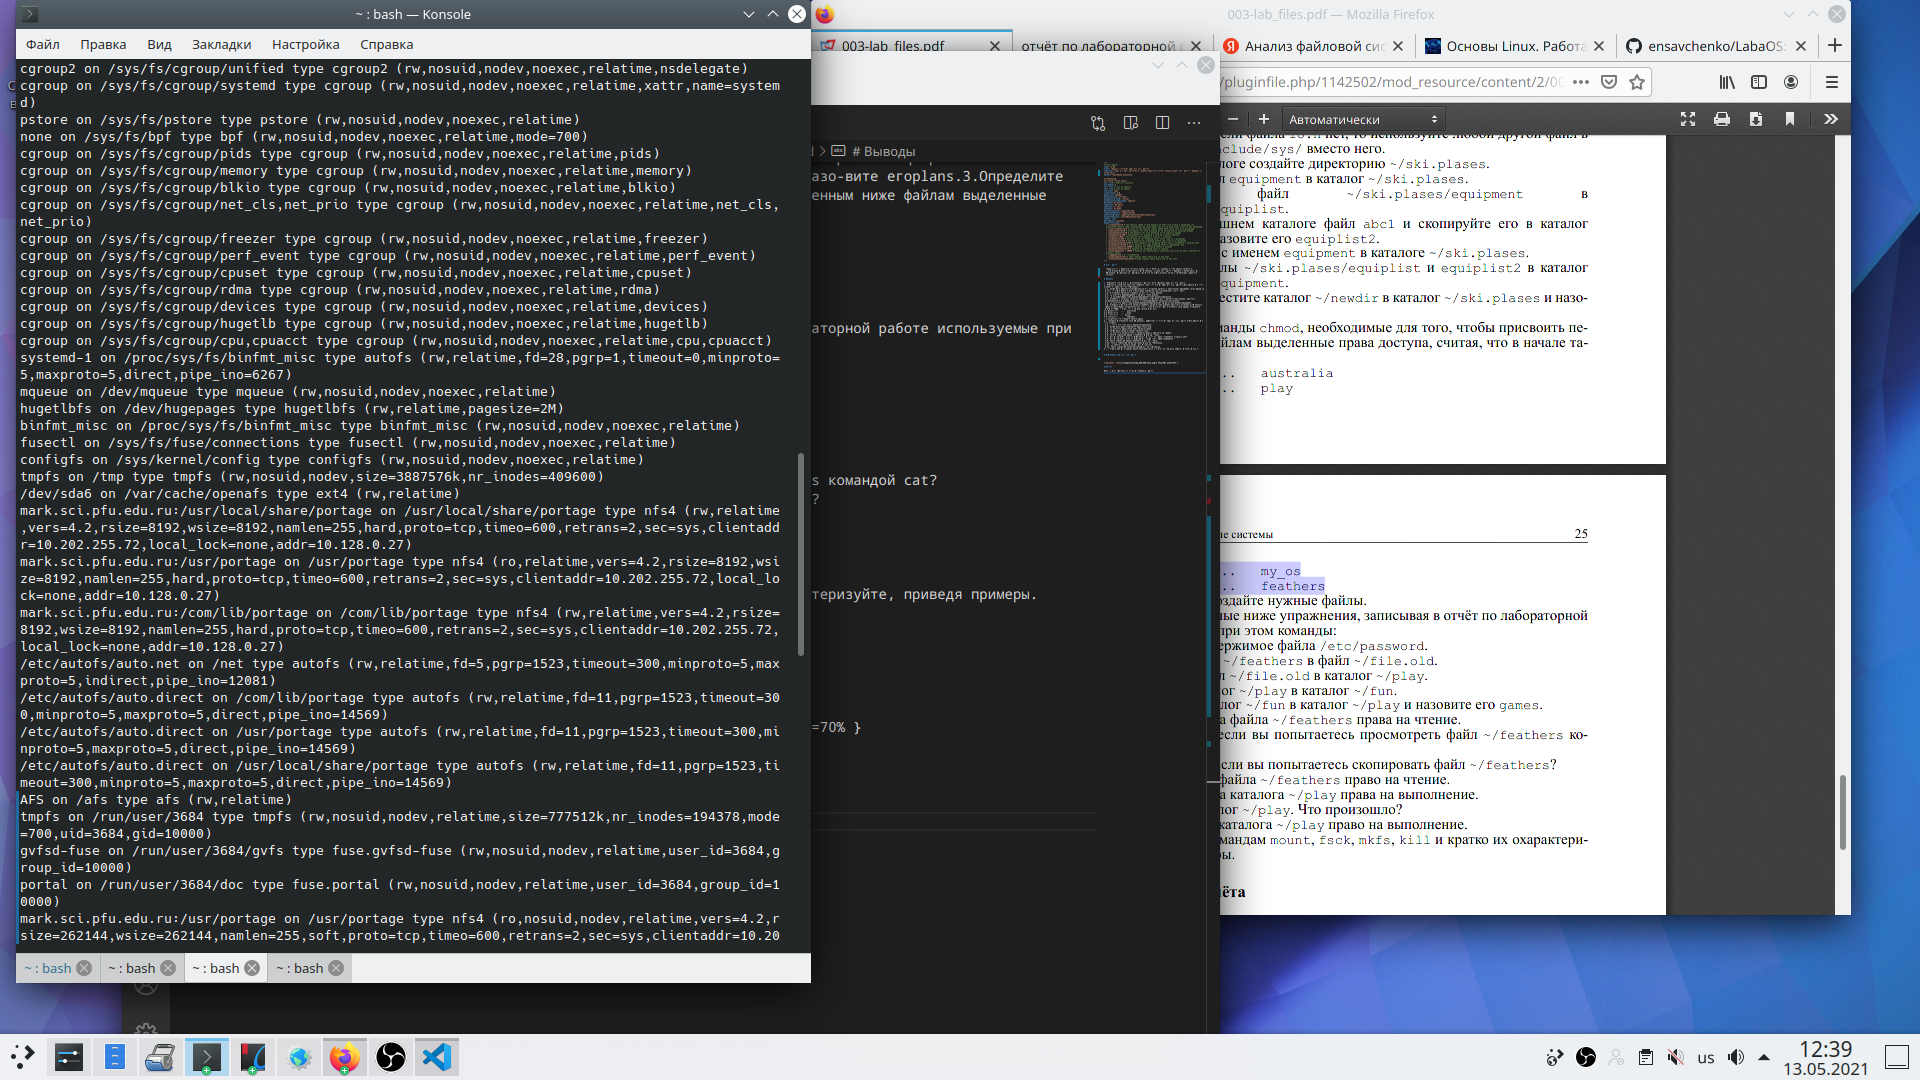 ~ : bash — Konsole
Файл Правка Вид Закладки Настройка Справка
cgroup2 on /sys/fs/cgroup/unified type cgroup2 (rw,nosuid,nodev,noexec,relatime,nsdelegate)
cgroup on /sys/fs/cgroup/systemd type cgroup (rw,nosuid,nodev,noexec,relatime,xattr,name=system
d)
pstore on /sys/fs/pstore type pstore (rw,nosuid,nodev,noexec,relatime)
none on /sys/fs/bpf type bpf (rw,nosuid,nodev,noexec,relatime,mode=700)
cgroup on /sys/fs/cgroup/pids type cgroup (rw,nosuid,nodev,noexec,relatime,pids)
cgroup on /sys/fs/cgroup/memory type cgroup (rw,nosuid,nodev,noexec,relatime,memory)
cgroup on /sys/fs/cgroup/blkio type cgroup (rw,nosuid,nodev,noexec,relatime,blkio)
cgroup on /sys/fs/cgroup/net_cls,net_prio type cgroup (rw,nosuid,nodev,noexec,relatime,net_cls,
net_prio)
cgroup on /sys/fs/cgroup/freezer type cgroup (rw,nosuid,nodev,noexec,relatime,freezer)
cgroup on /sys/fs/cgroup/perf_event type cgroup (rw,nosuid,nodev,noexec,relatime,perf_event)
cgroup on /sys/fs/cgroup/cpuset type cgroup (rw,nosuid,nodev,noexec,relatime,cpuset)
cgroup on /sys/fs/cgroup/rdma type cgroup (rw,nosuid,nodev,noexec,relatime,rdma)
cgroup on /sys/fs/cgroup/devices type cgroup (rw,nosuid,nodev,noexec,relatime,devices)
cgroup on /sys/fs/cgroup/hugetlb type cgroup (rw,nosuid,nodev,noexec,relatime,hugetlb)
cgroup on /sys/fs/cgroup/cpu,cpuacct type cgroup (rw,nosuid,nodev,noexec,relatime,cpu,cpuacct)
systemd-1 on /proc/sys/fs/binfmt_misc type autofs (rw,relatime,fd=28,pgrp=1,timeout=0,minproto=
5,maxproto=5,direct,pipe_ino=6267)
mqueue on /dev/mqueue type mqueue (rw,nosuid,nodev,noexec,relatime)
hugetlbfs on /dev/hugepages type hugetlbfs (rw,relatime,pagesize=2M)
binfmt_misc on /proc/sys/fs/binfmt_misc type binfmt_misc (rw,nosuid,nodev,noexec,relatime)
fusectl on /sys/fs/fuse/connections type fusectl (rw,nosuid,nodev,noexec,relatime)
configfs on /sys/kernel/config type configfs (rw,nosuid,nodev,noexec,relatime)
tmpfs on /tmp type tmpfs (rw,nosuid,nodev,size=3887576k,nr_inodes=409600)
/dev/sda6 on /var/cache/openafs type ext4 (rw,relatime)
mark.sci.pfu.edu.ru:/usr/local/share/portage on /usr/local/share/portage type nfs4 (rw,relatime
,vers=4.2,rsize=8192,wsize=8192,namlen=255,hard,proto=tcp,timeo=600,retrans=2,sec=sys,clientadd
r=10.202.255.72,local_lock=none,addr=10.128.0.27)
mark.sci.pfu.edu.ru:/usr/portage on /usr/portage type nfs4 (ro,relatime,vers=4.2,rsize=8192,wsi
ze=8192,namlen=255,hard,proto=tcp,timeo=600,retrans=2,sec=sys,clientaddr=10.202.255.72,local_lo
ck=none,addr=10.128.0.27)
mark.sci.pfu.edu.ru:/com/lib/portage on /com/lib/portage type nfs4 (rw,relatime,vers=4.2,rsize=
8192,wsize=8192,namlen=255,hard,proto=tcp,timeo=600,retrans=2,sec=sys,clientaddr=10.202.255.72,
local_lock=none,addr=10.128.0.27)
/etc/autofs/auto.net on /net type autofs (rw,relatime,fd=5,pgrp=1523,timeout=300,minproto=5,max
proto=5,indirect,pipe_ino=12081)
/etc/autofs/auto.direct on /com/lib/portage type autofs (rw,relatime,fd=11,pgrp=1523,timeout=30
0,minproto=5,maxproto=5,direct,pipe_ino=14569)
/etc/autofs/auto.direct on /usr/portage type autofs (rw,relatime,fd=11,pgrp=1523,timeout=300,mi
nproto=5,maxproto=5,direct,pipe_ino=14569)
/etc/autofs/auto.direct on /usr/local/share/portage type autofs (rw,relatime,fd=11,pgrp=1523,ti
meout=300,minproto=5,maxproto=5,direct,pipe_ino=14569)
AFS on /afs type afs (rw,relatime)
tmpfs on /run/user/3684 type tmpfs (rw,nosuid,nodev,relatime,size=777512k,nr_inodes=194378,mode
=700,uid=3684,gid=10000)
gvfsd-fuse on /run/user/3684/gvfs type fuse.gvfsd-fuse (rw,nosuid,nodev,relatime,user_id=3684,g
roup_id=10000)
portal on /run/user/3684/doc type fuse.portal (rw,nosuid,nodev,relatime,user_id=3684,group_id=1
0000)
mark.sci.pfu.edu.ru:/usr/portage on /usr/portage type nfs4 (ro,nosuid,nodev,relatime,vers=4.2,r
size=262144,wsize=262144,namlen=255,soft,proto=tcp,timeo=600,retrans=2,sec=sys,clientaddr=10.20
~ : bash ~ : bash ~ : bash ~ : bash
> # Выводы
азо-вите eroplans.3.Определите
енным ниже файлам выделенные
аторной работе используемые при
s командой cat?
?
теризуйте, приведя примеры.
=70% }
003-lab_files.pdf — Mozilla Firefox
003-lab_files.pdf отчёт по лабораторной Анализ файловой сис Основы Linux. Работа ensavchenko/LabaOS:
/pluginfile.php/1142502/mod_resource/content/2/00
Автоматически
clude/sys/ вместо него.
логе создайте директорию ~/ski.plases.
л equipment в каталог ~/ski.plases.
файл ~/ski.plases/equipment в
quiplist.
шнем каталоге файл abc1 и скопируйте его в каталог
азовите его equiplist2.
с именем equipment в каталоге ~/ski.plases.
лы ~/ski.plases/equiplist и equiplist2 в каталог
quipment.
естите каталог ~/newdir в каталог ~/ski.plases и назо-
анды chmod, необходимые для того, чтобы присвоить пе-
йлам выделенные права доступа, считая, что в начале та-
.. australia
.. play
ые системы 25
.. my_os
.. feathers
оздайте нужные файлы.
ные ниже упражнения, записывая в отчёт по лабораторной
при этом команды:
ержимое файла /etc/password.
~/feathers в файл ~/file.old.
л ~/file.old в каталог ~/play.
лог ~/play в каталог ~/fun.
лог ~/fun в каталог ~/play и назовите его games.
а файла ~/feathers права на чтение.
если вы попытаетесь просмотреть файл ~/feathers ко-
сли вы попытаетесь скопировать файл ~/feathers?
файла ~/feathers право на чтение.
а каталога ~/play права на выполнение.
лог ~/play. Что произошло?
каталога ~/play право на выполнение.
мандам mount, fsck, mkfs, kill и кратко их охарактери-
ы.
ёта
us
12:39
13.05.2021